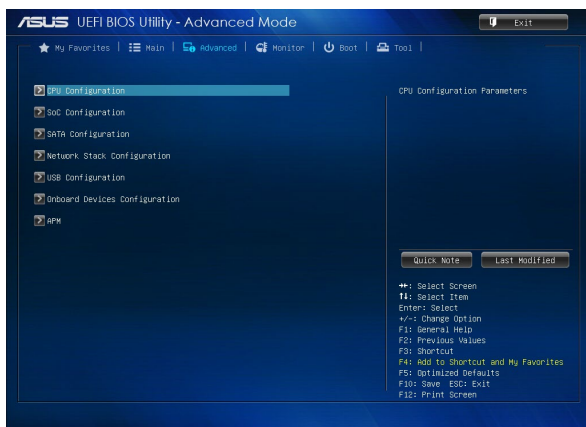 ASUS UEFI BIOS Utility - Advanced Mode
Exit
My Favorites | Main | Advanced | Monitor | Boot | Tool |
CPU Configuration
SoC Configuration
SATA Configuration
Network Stack Configuration
USB Configuration
Onboard Devices Configuration
APM
CPU Configuration Parameters
Quick Note
Last Modified
→←: Select Screen
↑↓: Select Item
Enter: Select
+/-: Change Option
F1: General Help
F2: Previous Values
F3: Shortcut
F4: Add to Shortcut and My Favorites
F5: Optimized Defaults
F10: Save ESC: Exit
F12: Print Screen